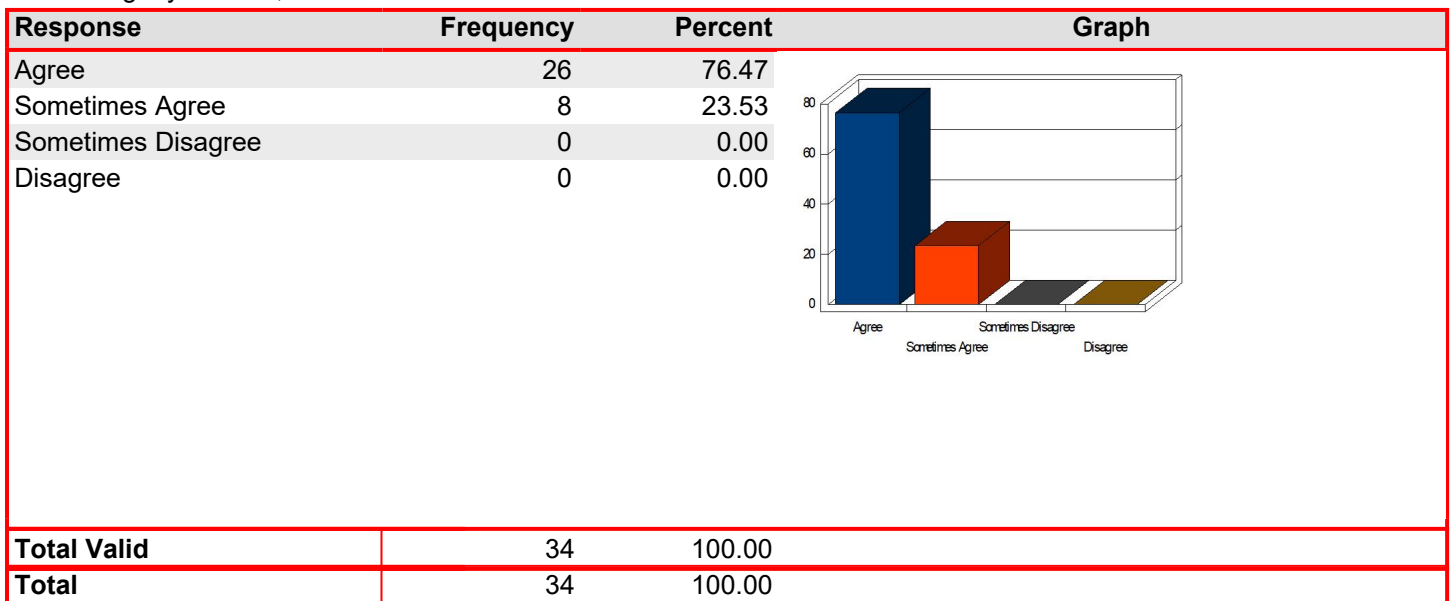 Response Frequency Percent Graph
Agree 26 76.47
Sometimes Agree 8 23.53
Sometimes Disagree 0 0.00
Disagree 0 0.00
80
60
40
20
0
Agree Sometimes Disagree
Sometimes Agree Disagree
Total Valid 34 100.00
Total 34 100.00